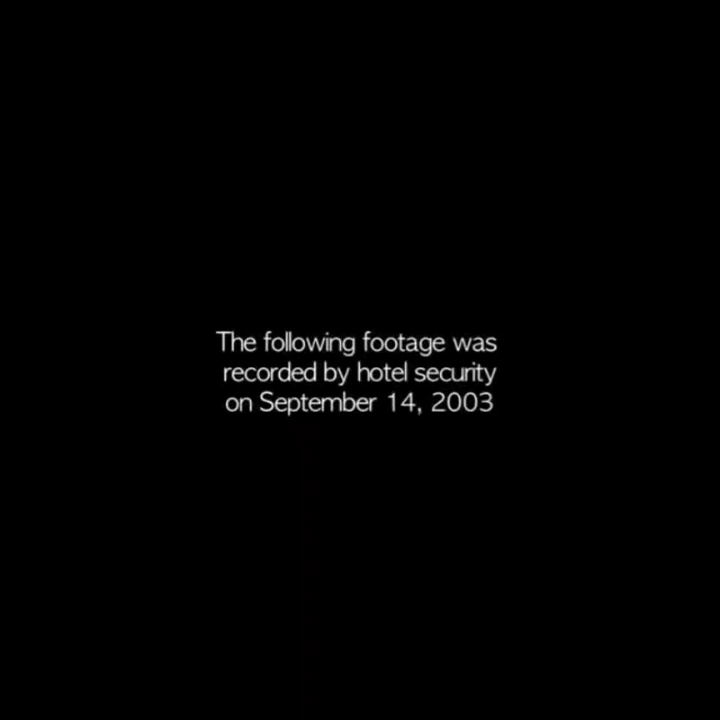 The following footage was
recorded by hotel security
on September 14, 2003